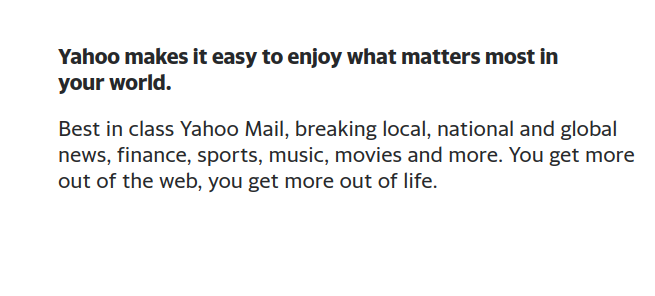 Yahoo makes it easy to enjoy what matters most in
your world.
Best in class Yahoo Mail, breaking local, national and global
news, finance, sports, music, movies and more. You get more
out of the web, you get more out of life.